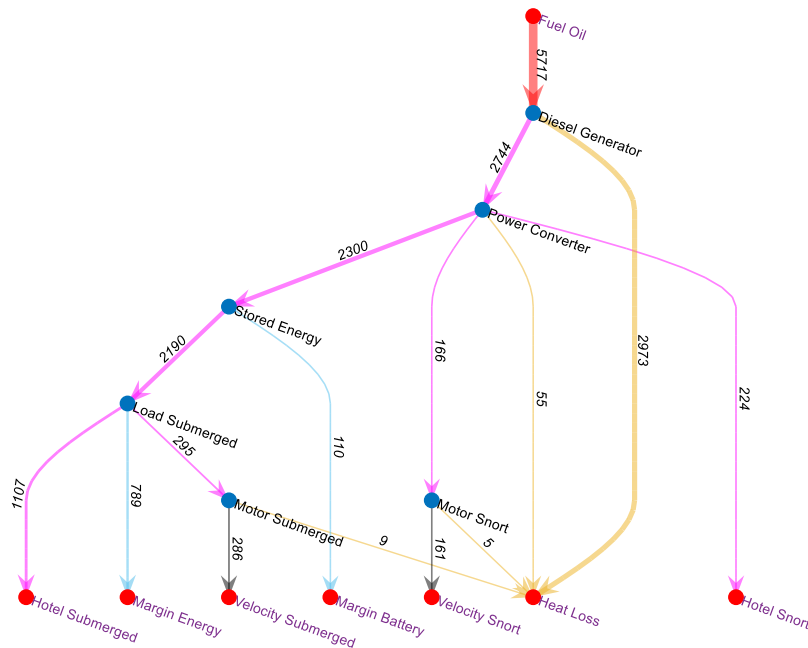 Fuel Oil
5717
Diesel Generator
2744
Power Converter
2300
Stored Energy
2190
166
55
2973
224
Load Submerged
295
110
1107
789
Motor Submerged
Motor Snort
286
9
161
5
Hotel Submerged
Margin Energy
Velocity Submerged
Margin Battery
Velocity Snort
Heat Loss
Hotel Snort